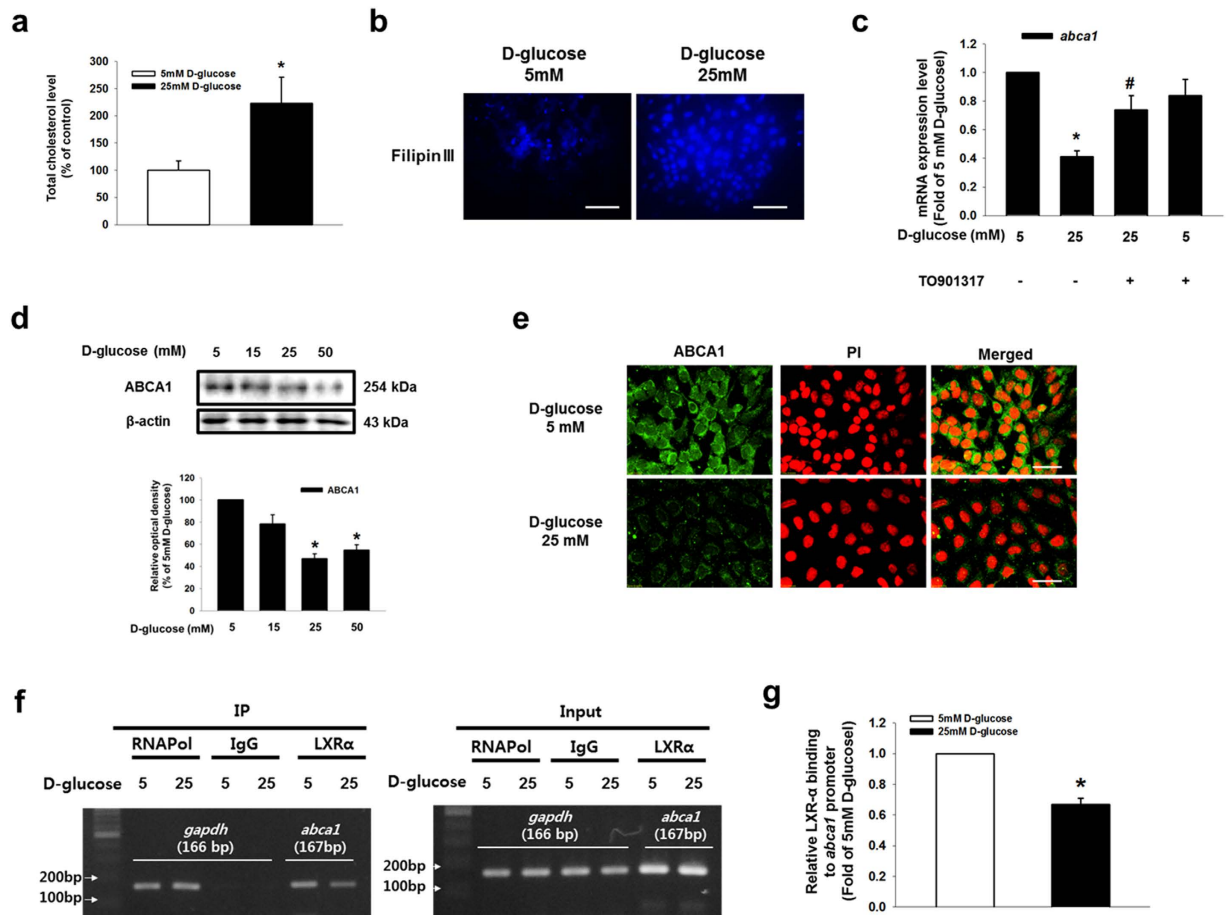 a
300
250
200
150
100
50
0
Total cholesterol level
(% of control)
5mM D-glucose
25mM D-glucose
*
b
D-glucose
5mM
D-glucose
25mM
Filipin III
c
abca1
1.2
1.0
0.8
0.6
0.4
0.2
0.0
mRNA expression level
(Fold of 5 mM D-glucosel)
*
#
D-glucose (mM) 5 25 25 5
TO901317 - - + +
d
D-glucose (mM) 5 15 25 50
ABCA1 254 kDa
β-actin 43 kDa
120
100
80
60
40
20
0
Relative optical density
(% of 5mM D-glucose)
ABCA1
* *
D-glucose (mM) 5 15 25 50
e
ABCA1 PI Merged
D-glucose
5 mM
D-glucose
25 mM
f
IP
RNAPol IgG LXRα
D-glucose 5 25 5 25 5 25
gapdh
(166 bp)
abca1
(167bp)
200bp
100bp
Input
RNAPol IgG LXRα
D-glucose 5 25 5 25 5 25
gapdh
(166 bp)
abca1
(167bp)
200bp
100bp
g
5mM D-glucose
25mM D-glucose
1.2
1.0
0.8
0.6
0.4
0.2
0.0
Relative LXR-α binding
to abca1 promoter
(Fold of 5mM D-glucosel)
*